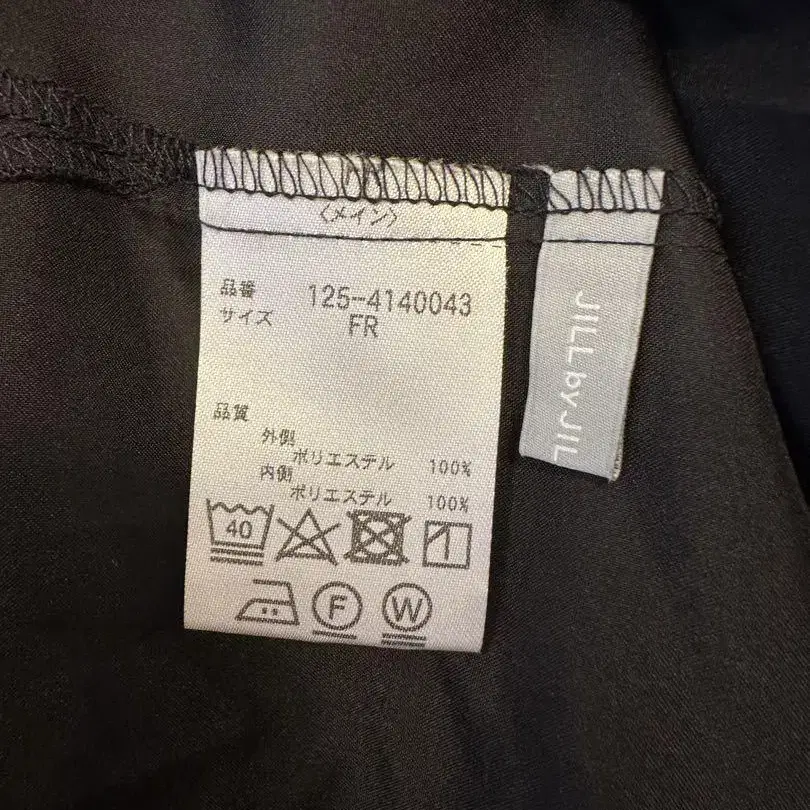 〈メイン〉
品番 125-4140043
サイズ FR
品質
外側
ポリエステル 100%
内側
ポリエステル 100%
40
F W
JILL by JIL